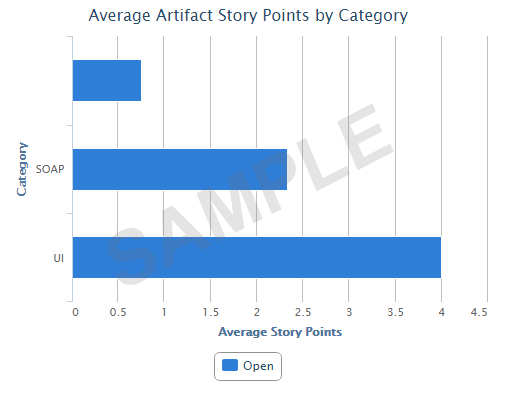 Average Artifact Story Points by Category
Category
SOAP
UI
SAMPLE
0 0.5 1 1.5 2 2.5 3 3.5 4 4.5
Average Story Points
Open